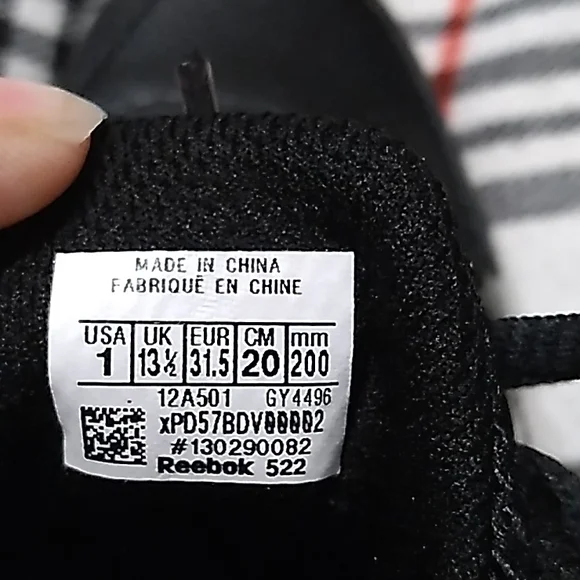 MADE IN CHINA
FABRIQUÉ EN CHINE
USA UK EUR CM mm
1 13½ 31.5 20 200
12A501 GY4496
xPD57BDV00002
#130290082
Reebok 522